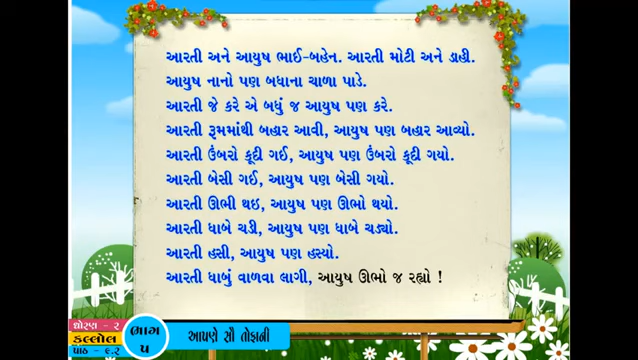 આરતી અને આયુષ ભાઈ-બહેન. આરતી મોટી અને ડાહી.
આયુષ નાનો પણ બધાના ચાળા પાડે.
આરતી જે કરે એ બધું જ આયુષ પણ કરે.
આરતી રૂમમાંથી બહાર આવી, આયુષ પણ બહાર આવ્યો.
આરતી ઉંબરો કૂદી ગઈ, આયુષ પણ ઉંબરો કૂદી ગયો.
આરતી બેસી ગઈ, આયુષ પણ બેસી ગયો.
આરતી ઊભી થઇ, આયુષ પણ ઊભો થયો.
આરતી ધાબે ચડી, આયુષ પણ ધાબે ચડ્યો.
આરતી હસી, આયુષ પણ હસ્યો.
આરતી ધાબું વાળવા લાગી, આયુષ ઊભો જ રહ્યો !
ધોરણ - ૨
કલ્લોલ
પાઠ - ૯.૨
ભાગ
૫
આપણે સૌ તોફાની